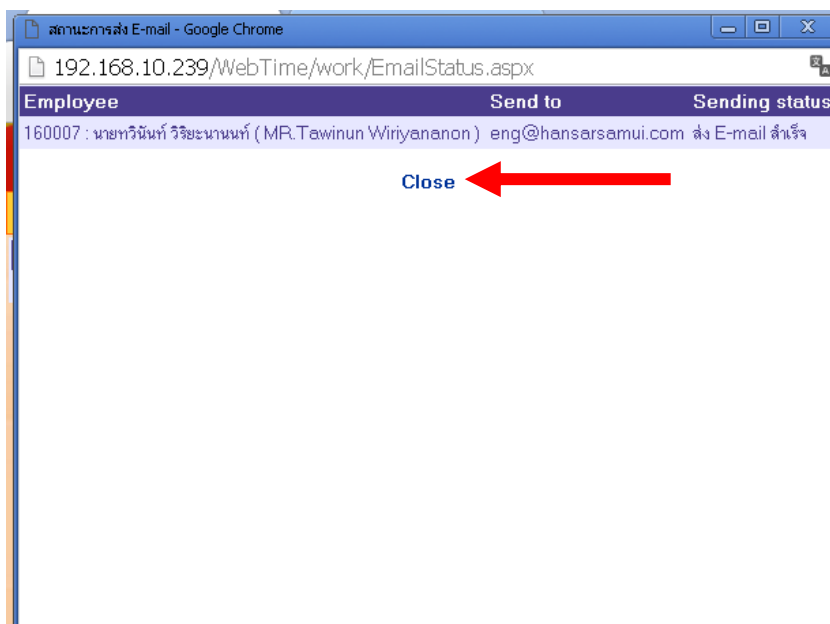 สถานะการส่ง E-mail - Google Chrome
192.168.10.239/WebTime/work/EmailStatus.aspx
Employee Send to Sending status
160007 : นายทวินันท์ วิริยะนานนท์ ( MR.Tawinun Wiriyananon ) eng@hansarsamui.com ส่ง E-mail สำเร็จ
Close